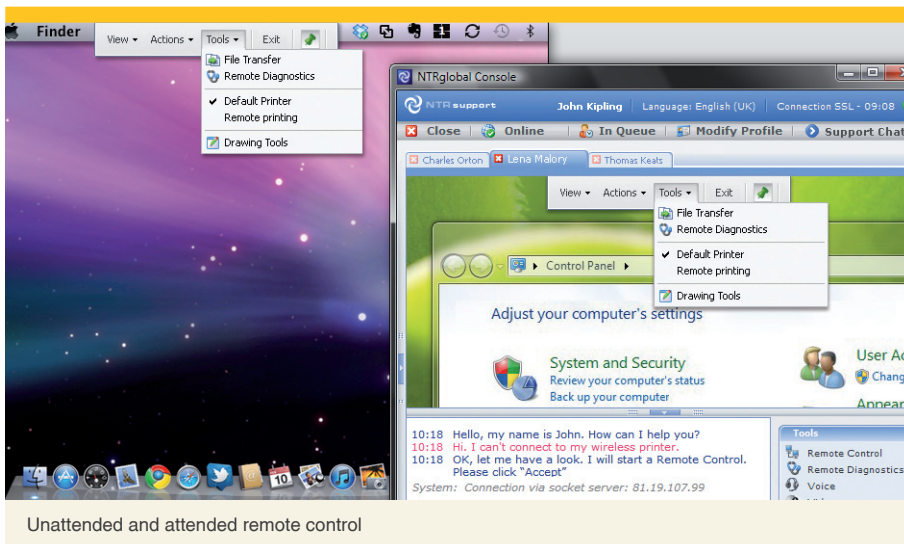 Finder
View Actions Tools Exit
File Transfer
Remote Diagnostics
Default Printer
Remote printing
Drawing Tools
10
NTRglobal Console
NTR support John Kipling Language: English (UK) Connection SSL - 09:08
Close Online In Queue Modify Profile Support Chat
Charles Orton Lena Malory Thomas Keats
View Actions Tools Exit
File Transfer
Remote Diagnostics
Default Printer
Remote printing
Drawing Tools
Control Panel
Adjust your computer's settings
System and Security
Review your computer's status
Back up your computer
User Ac
Chang
Appear
10:18 Hello, my name is John. How can I help you?
10:18 Hi. I can't connect to my wireless printer.
10:18 OK, let me have a look. I will start a Remote Control.
Please click "Accept"
System: Connection via socket server: 81.19.107.99
Tools
Remote Control
Remote Diagnostics
Voice
Unattended and attended remote control